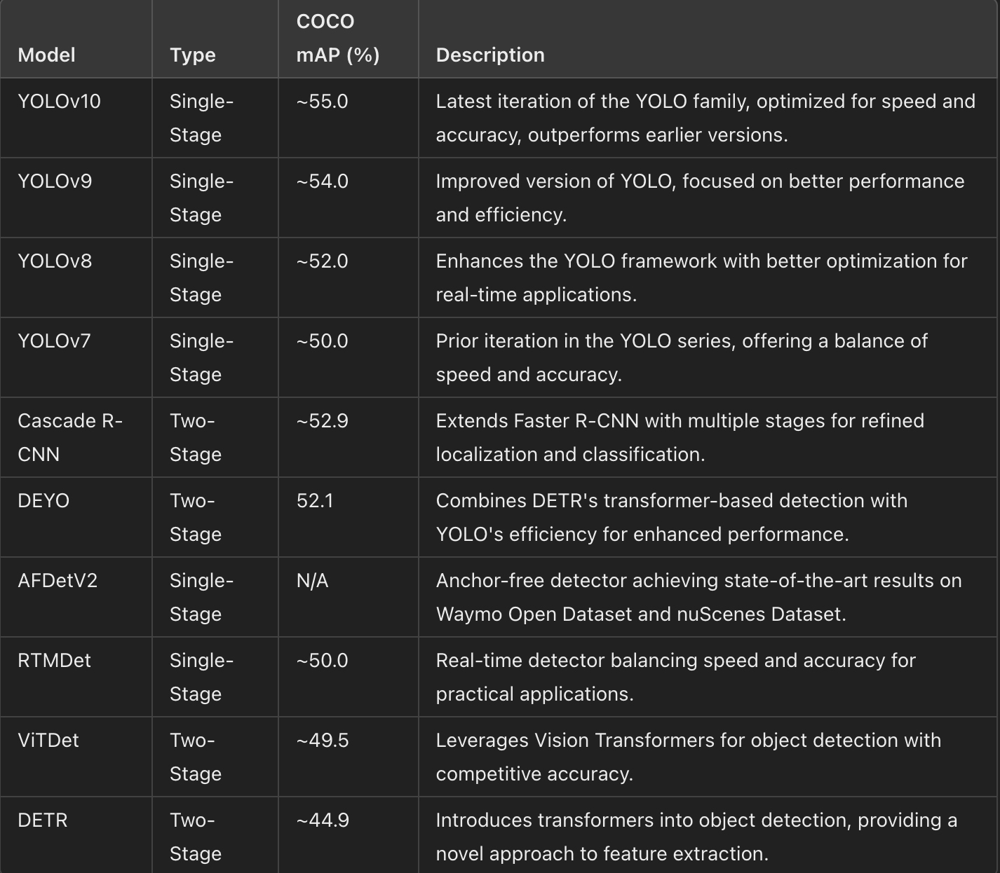 COCO
Model Type mAP (%) Description
YOLOv10 Single- ~55.0 Latest iteration of the YOLO family, optimized for speed and
Stage accuracy, outperforms earlier versions.
YOLOv9 Single- ~54.0 Improved version of YOLO, focused on better performance
Stage and efficiency.
YOLOv8 Single- ~52.0 Enhances the YOLO framework with better optimization for
Stage real-time applications.
YOLOv7 Single- ~50.0 Prior iteration in the YOLO series, offering a balance of
Stage speed and accuracy.
Cascade R- Two- ~52.9 Extends Faster R-CNN with multiple stages for refined
CNN Stage localization and classification.
DEYO Two- 52.1 Combines DETR's transformer-based detection with
Stage YOLO's efficiency for enhanced performance.
AFDetV2 Single- N/A Anchor-free detector achieving state-of-the-art results on
Stage Waymo Open Dataset and nuScenes Dataset.
RTMDet Single- ~50.0 Real-time detector balancing speed and accuracy for
Stage practical applications.
ViTDet Two- ~49.5 Leverages Vision Transformers for object detection with
Stage competitive accuracy.
DETR Two- ~44.9 Introduces transformers into object detection, providing a
Stage novel approach to feature extraction.